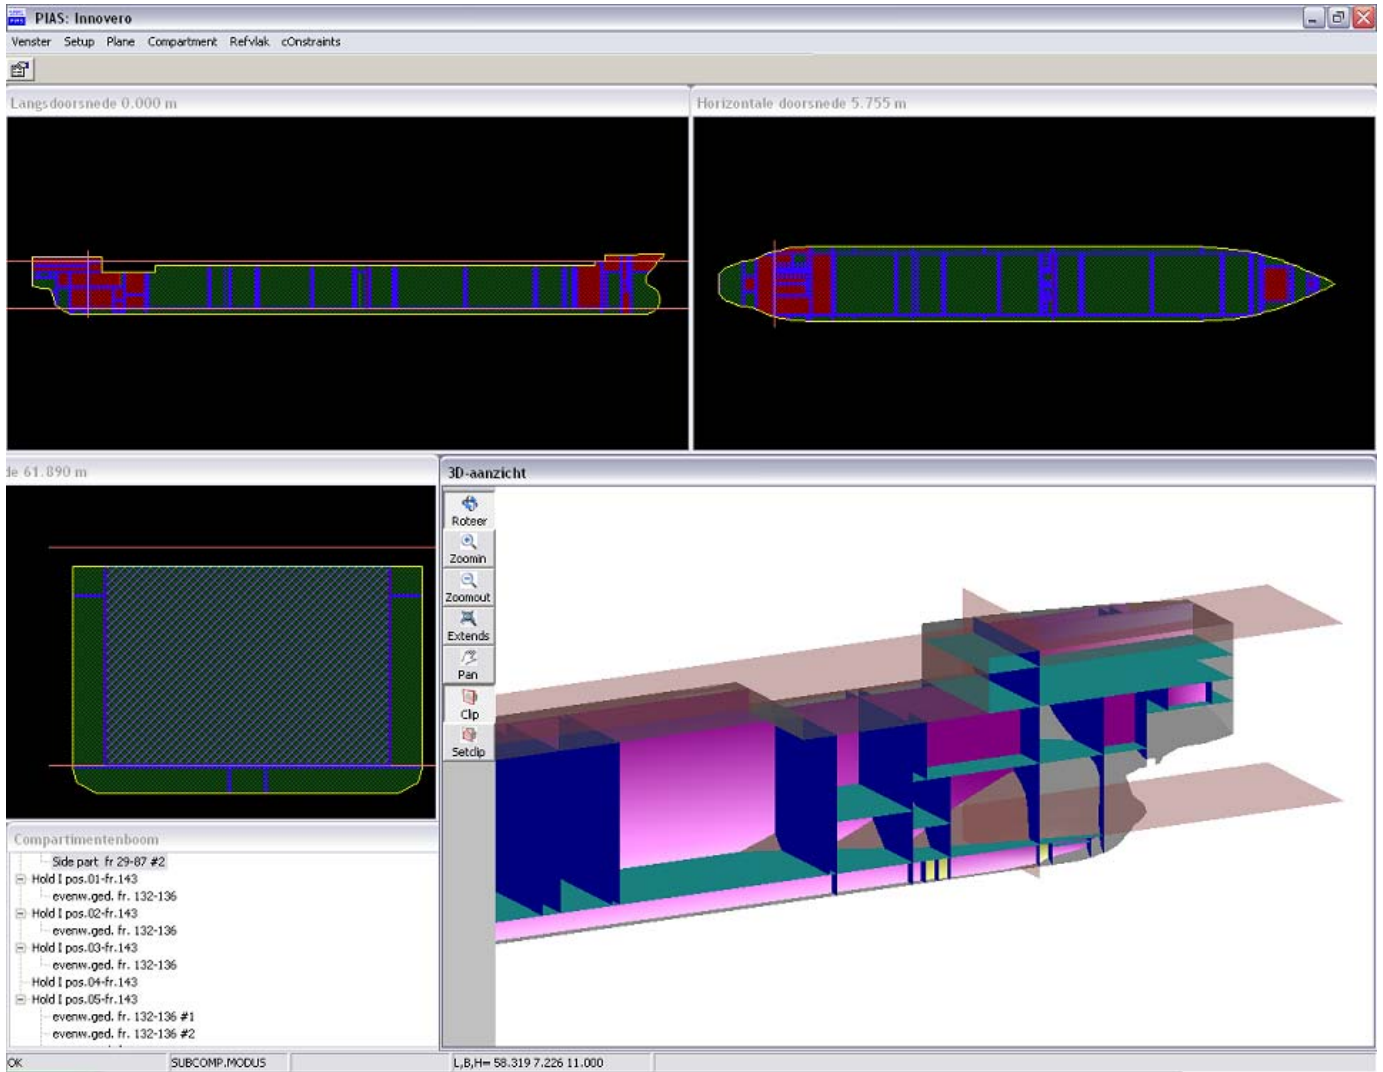 PIAS: Innovero
Venster Setup Plane Compartment Refvlak cOnstraints
Langsdoorsnede 0.000 m
Horizontale doorsnede 5.755 m
de 61.890 m
3D-aanzicht
Roteer
Zoomin
Zoomout
Extends
Pan
Clip
Setclip
Compartimentenboom
Side part fr 29-87 #2
Hold I pos.01-fr.143
evenw.ged. fr. 132-136
Hold I pos.02-fr.143
evenw.ged. fr. 132-136
Hold I pos.03-fr.143
evenw.ged. fr. 132-136
Hold I pos.04-fr.143
Hold I pos.05-fr.143
evenw.ged. fr. 132-136 #1
evenw.ged. fr. 132-136 #2
OK SUBCOMP.MODUS L,B,H= 58.319 7.226 11.000